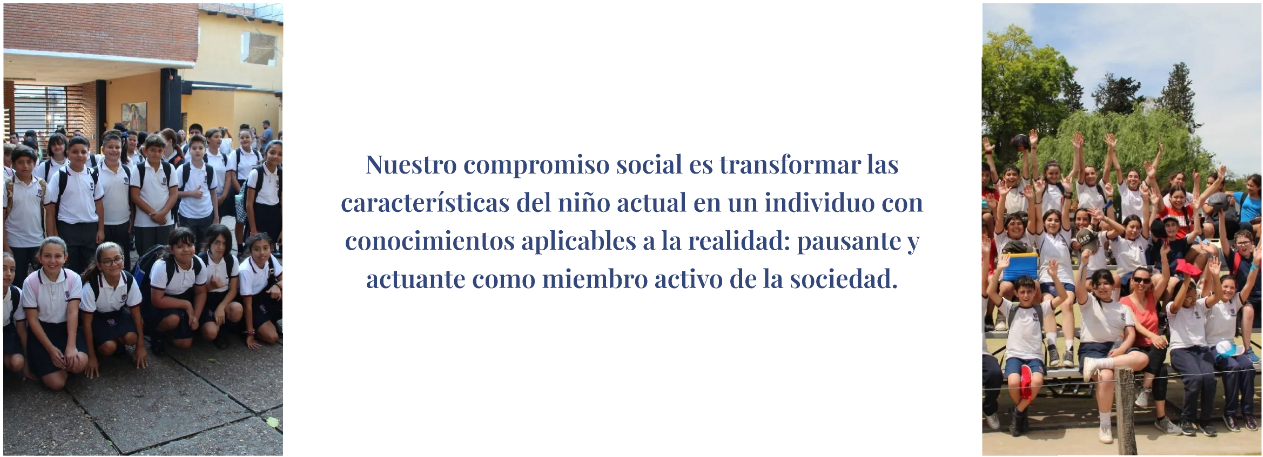 Nuestro compromiso social es transformar las
características del niño actual en un individuo con
conocimientos aplicables a la realidad: pausante y
actuante como miembro activo de la sociedad.